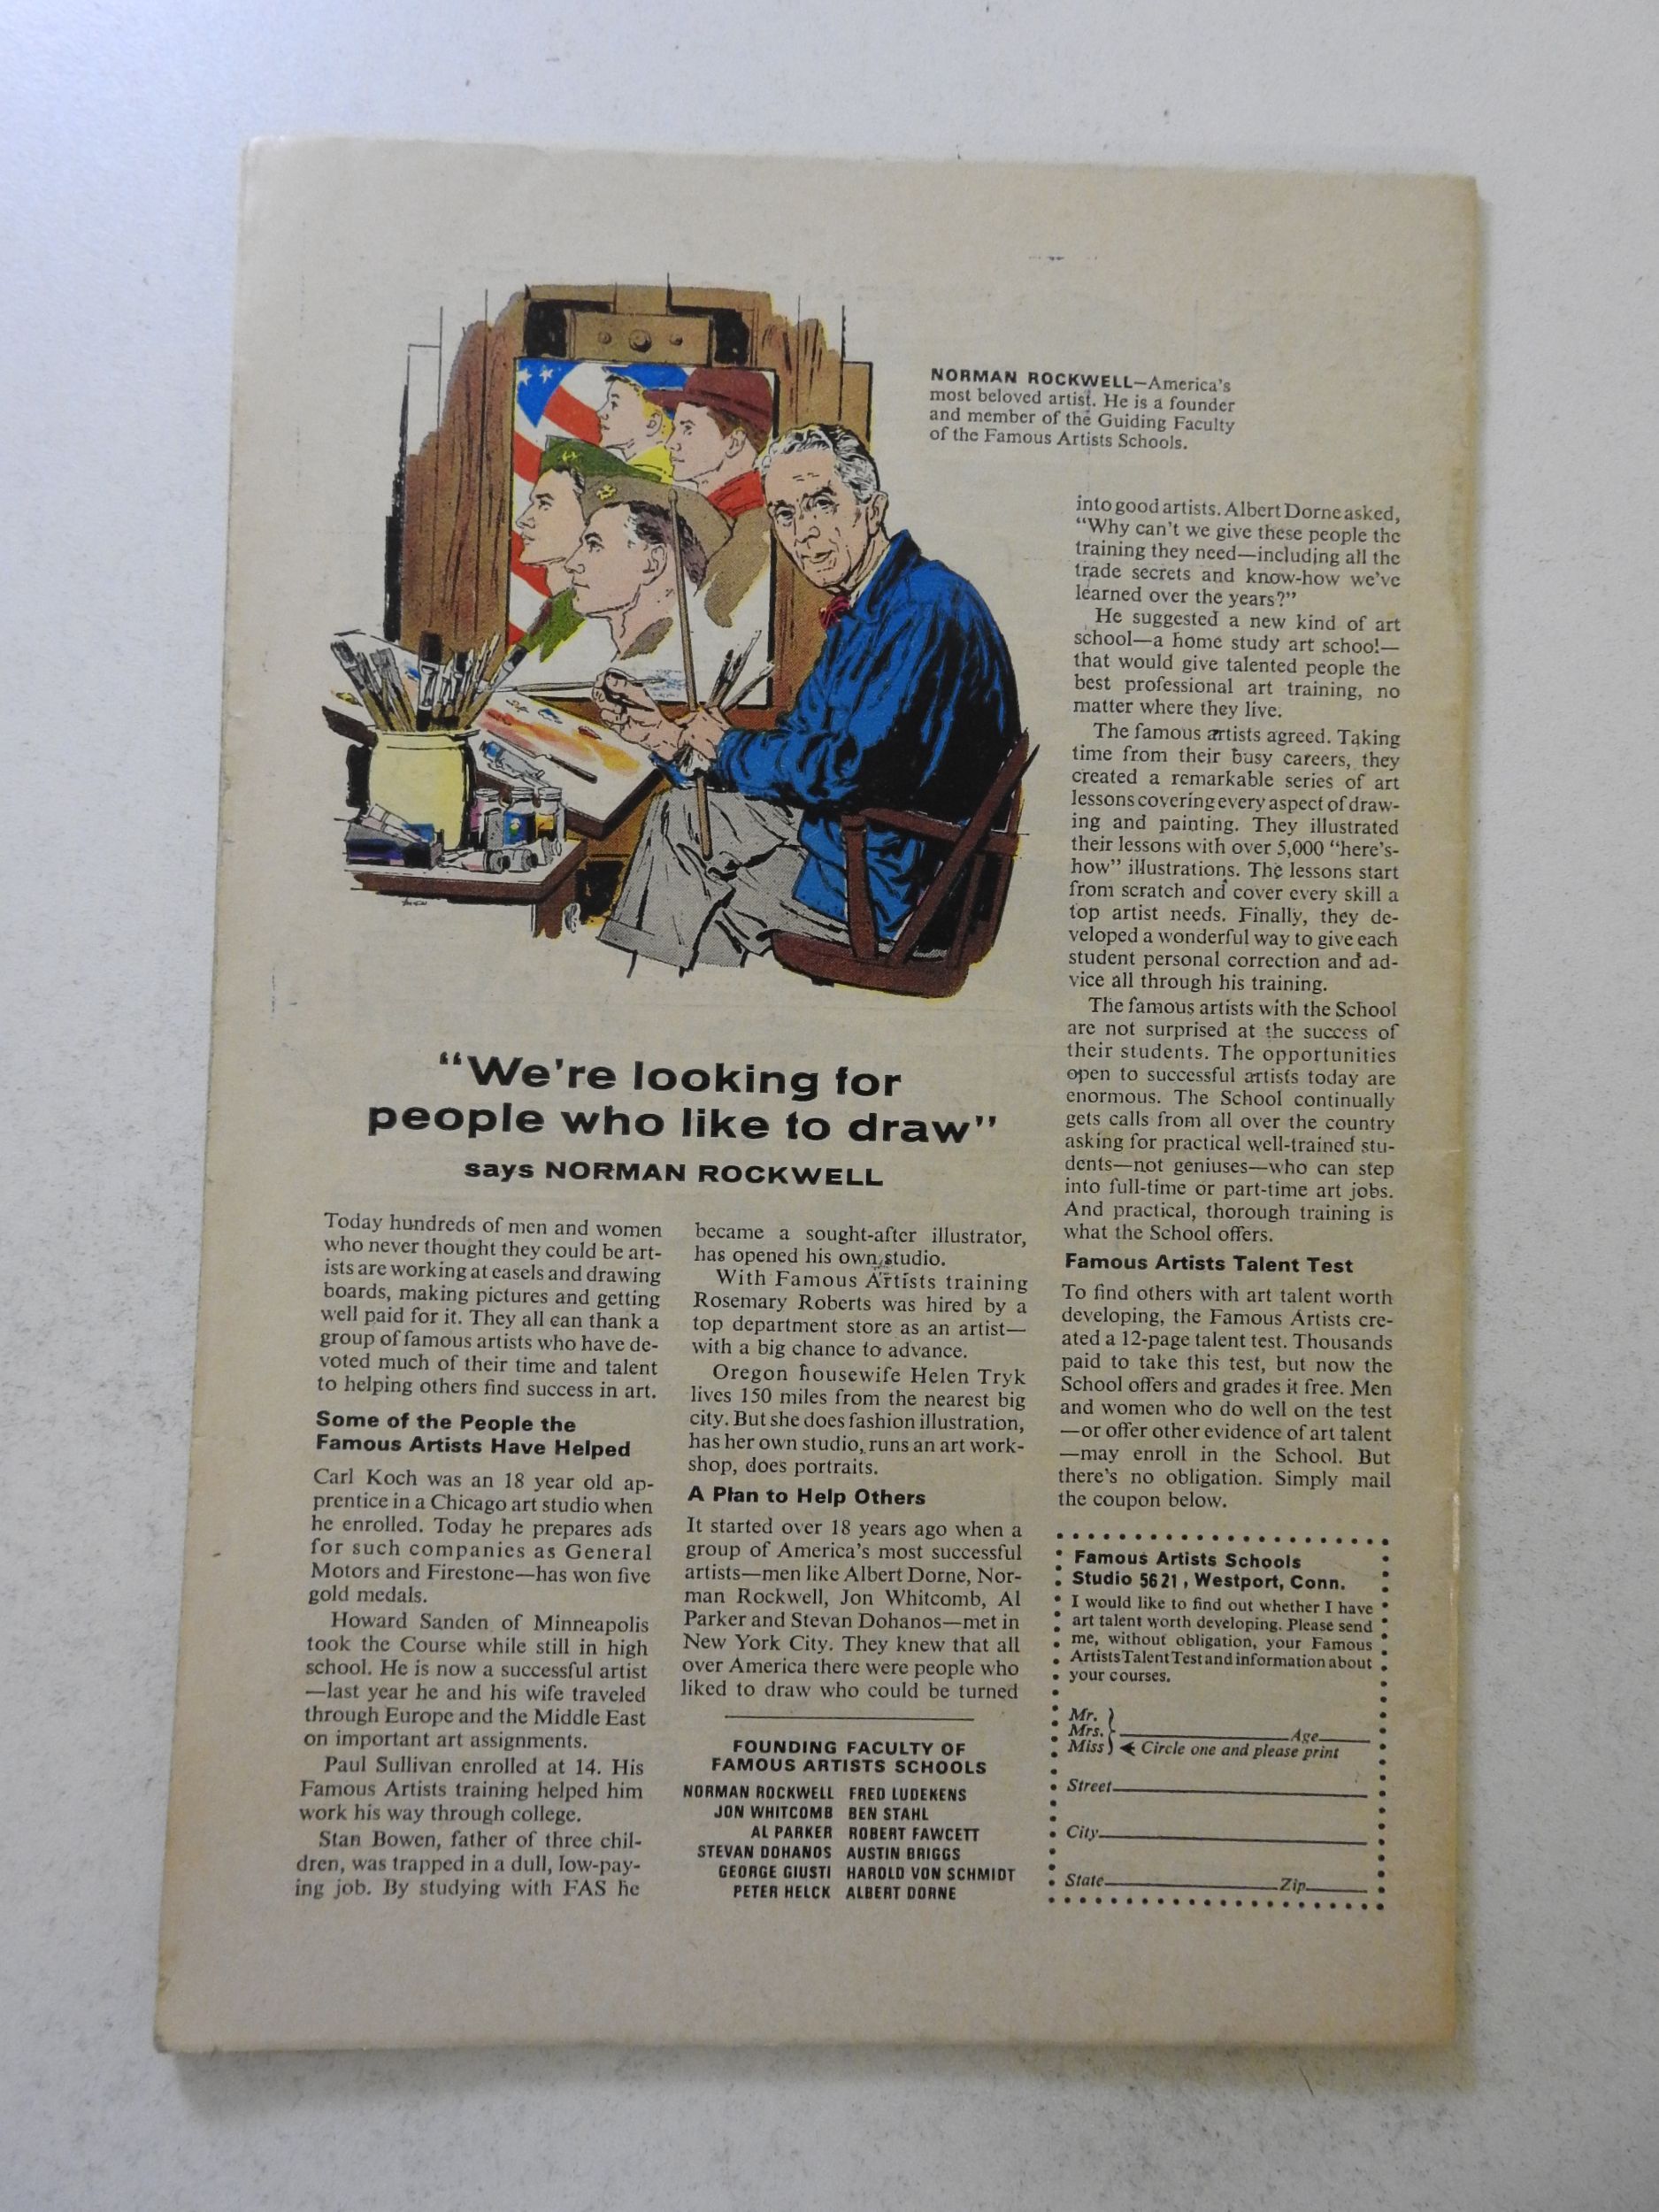 NORMAN ROCKWELL—America's
most beloved artist. He is a founder
and member of the Guiding Faculty
of the Famous Artists Schools.
"We're looking for
people who like to draw"
says NORMAN ROCKWELL
Today hundreds of men and women
who never thought they could be art-
ists are working at easels and drawing
boards, making pictures and getting
well paid for it. They all can thank a
group of famous artists who have de-
voted much of their time and talent
to helping others find success in art.
Some of the People the
Famous Artists Have Helped
Carl Koch was an 18 year old ap-
prentice in a Chicago art studio when
he enrolled. Today he prepares ads
for such companies as General
Motors and Firestone—has won five
gold medals.
Howard Sanden of Minneapolis
took the Course while still in high
school. He is now a successful artist
—last year he and his wife traveled
through Europe and the Middle East
on important art assignments.
Paul Sullivan enrolled at 14. His
Famous Artists training helped him
work his way through college.
Stan Bowen, father of three chil-
dren, was trapped in a dull, low-pay-
ing job. By studying with FAS he
became a sought-after illustrator,
has opened his own studio.
With Famous Artists training
Rosemary Roberts was hired by a
top department store as an artist—
with a big chance to advance.
Oregon housewife Helen Tryk
lives 150 miles from the nearest big
city. But she does fashion illustration,
has her own studio, runs an art work-
shop, does portraits.
A Plan to Help Others
It started over 18 years ago when a
group of America's most successful
artists—men like Albert Dorne, Nor-
man Rockwell, Jon Whitcomb, Al
Parker and Stevan Dohanos—met in
New York City. They knew that all
over America there were people who
liked to draw who could be turned
FOUNDING FACULTY OF
FAMOUS ARTISTS SCHOOLS
NORMAN ROCKWELL FRED LUDEKENS
JON WHITCOMB BEN STAHL
AL PARKER ROBERT FAWCETT
STEVAN DOHANOS AUSTIN BRIGGS
GEORGE GIUSTI HAROLD VON SCHMIDT
PETER HELCK ALBERT DORNE
into good artists. Albert Dorne asked,
"Why can't we give these people the
training they need—including all the
trade secrets and know-how we've
learned over the years?"
He suggested a new kind of art
school—a home study art school—
that would give talented people the
best professional art training, no
matter where they live.
The famous artists agreed. Taking
time from their busy careers, they
created a remarkable series of art
lessons covering every aspect of draw-
ing and painting. They illustrated
their lessons with over 5,000 "here's-
how" illustrations. The lessons start
from scratch and cover every skill a
top artist needs. Finally, they de-
veloped a wonderful way to give each
student personal correction and ad-
vice all through his training.
The famous artists with the School
are not surprised at the success of
their students. The opportunities
open to successful artists today are
enormous. The School continually
gets calls from all over the country
asking for practical well-trained stu-
dents—not geniuses—who can step
into full-time or part-time art jobs.
And practical, thorough training is
what the School offers.
Famous Artists Talent Test
To find others with art talent worth
developing, the Famous Artists cre-
ated a 12-page talent test. Thousands
paid to take this test, but now the
School offers and grades it free. Men
and women who do well on the test
—or offer other evidence of art talent
—may enroll in the School. But
there's no obligation. Simply mail
the coupon below.
Famous Artists Schools
Studio 5621, Westport, Conn.
I would like to find out whether I have
art talent worth developing. Please send
me, without obligation, your Famous
Artists Talent Test and information about
your courses.
Mr.
Mrs. Age
Miss Circle one and please print
Street
City
State Zip